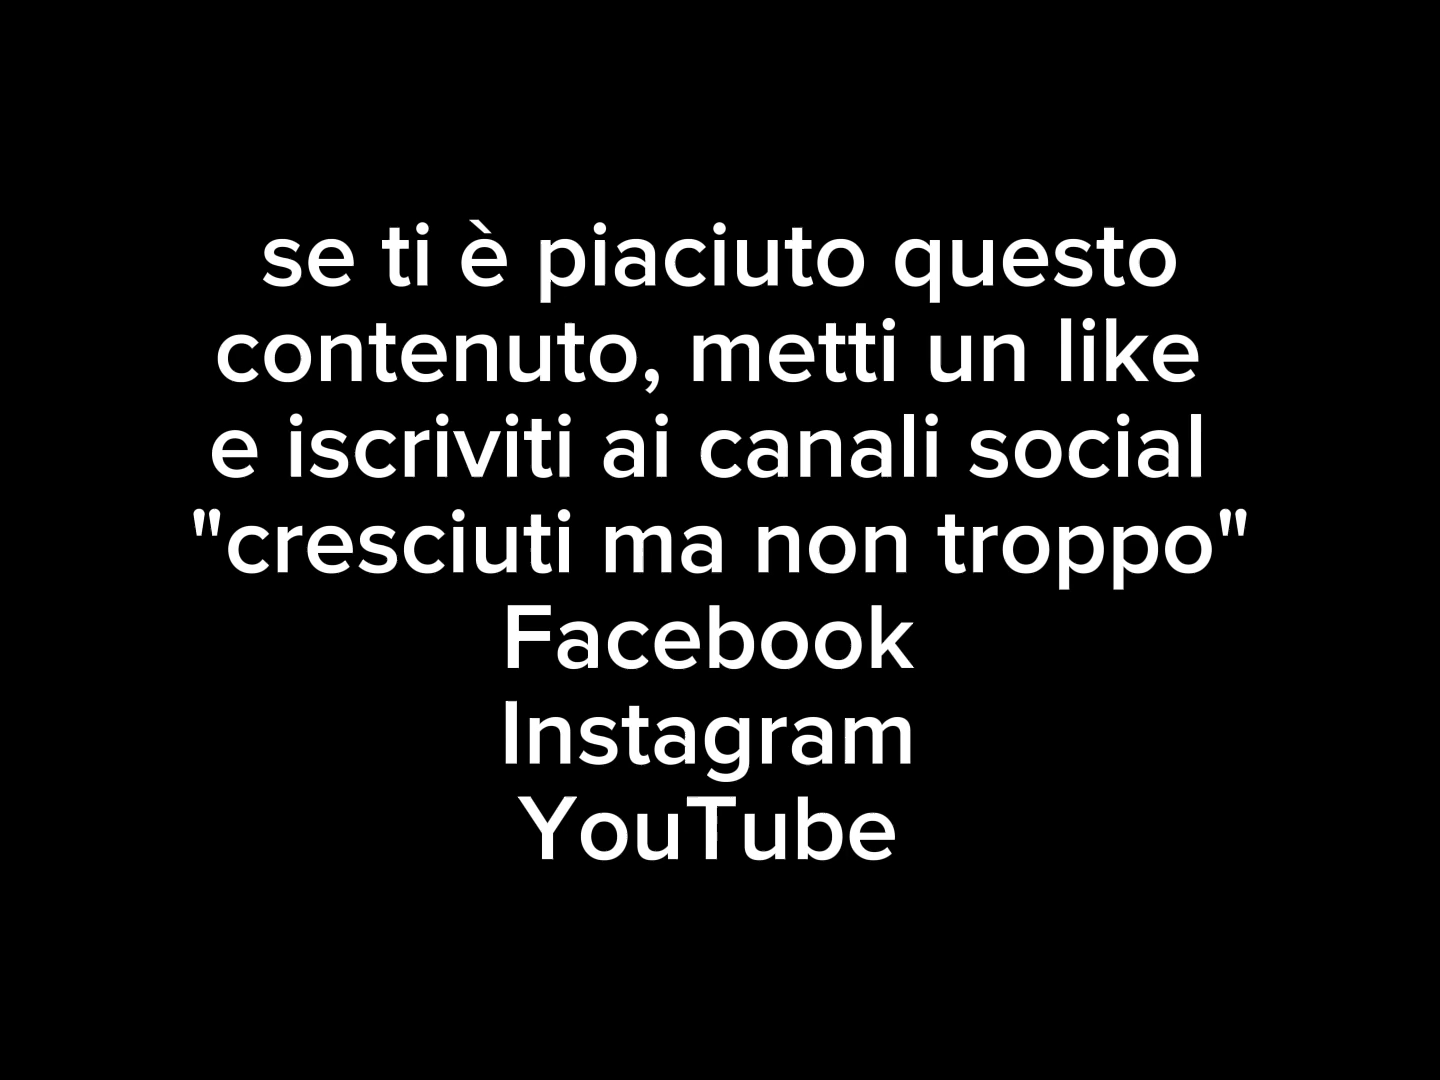 se ti è piaciuto questo
contenuto, metti un like
e iscriviti ai canali social
"cresciuti ma non troppo"
Facebook
Instagram
YouTube